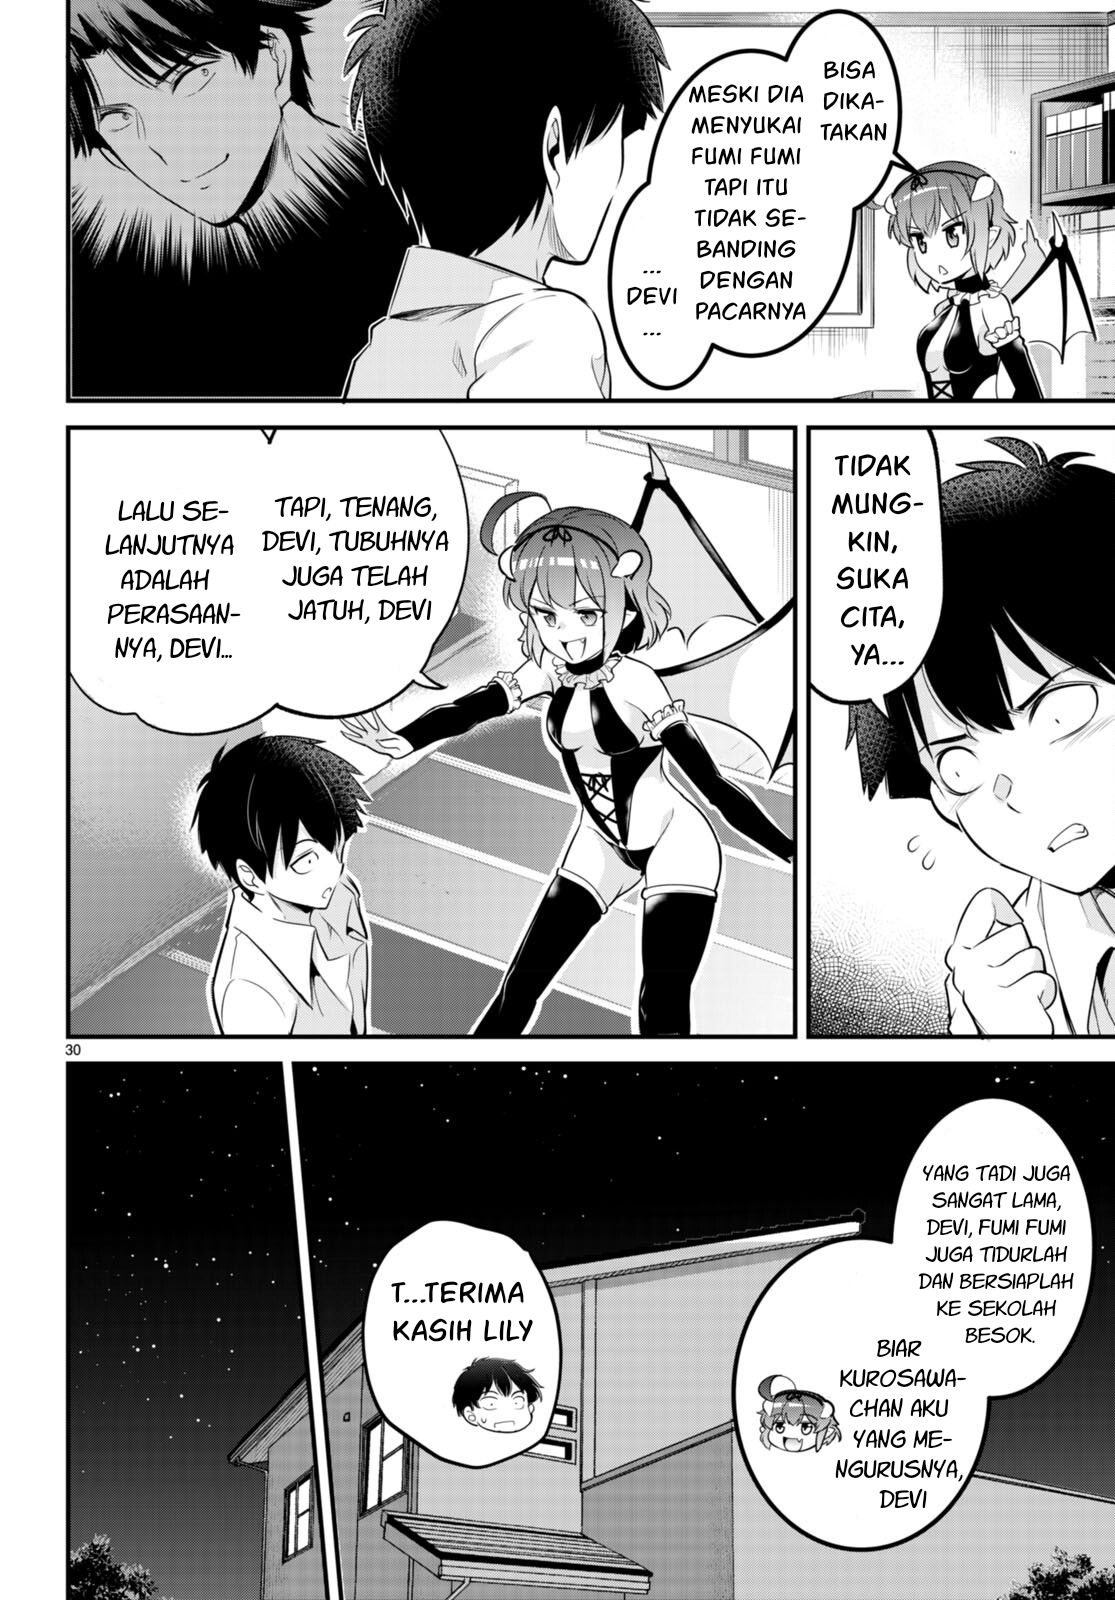 BISA
DIKA-
TAKAN
MESKI DIA
MENYUKAI
FUMI FUMI
TAPI ITU
TIDAK SE-
BANDING
DENGAN
PACARNYA
...
DEVI
...
TIDAK
MUNG-
KIN,
SUKA
CITA,
YA...
TAPI, TENANG,
DEVI, TUBUHNYA
JUGA TELAH
JATUH, DEVI
LALU SE-
LANJUTNYA
ADALAH
PERASAAN-
NYA, DEVI...
30
YANG TADI JUGA
SANGAT LAMA,
DEVI, FUMI FUMI
JUGA TIDURLAH
DAN BERSIAPLAH
KE SEKOLAH
BESOK.
BIAR
KUROSAWA-
CHAN AKU
YANG ME-
NGURUSNYA,
DEVI
T...TERIMA
KASIH LILY